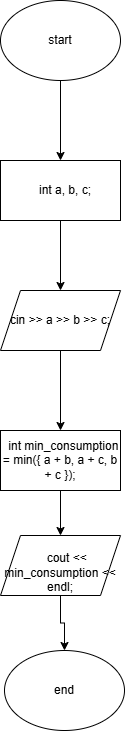 start
int a, b, c;
cin >> a >> b >> c;
int min_consumption
= min({ a + b, a + c, b
+ c });
cout <<
min_consumption <<
endl;
end